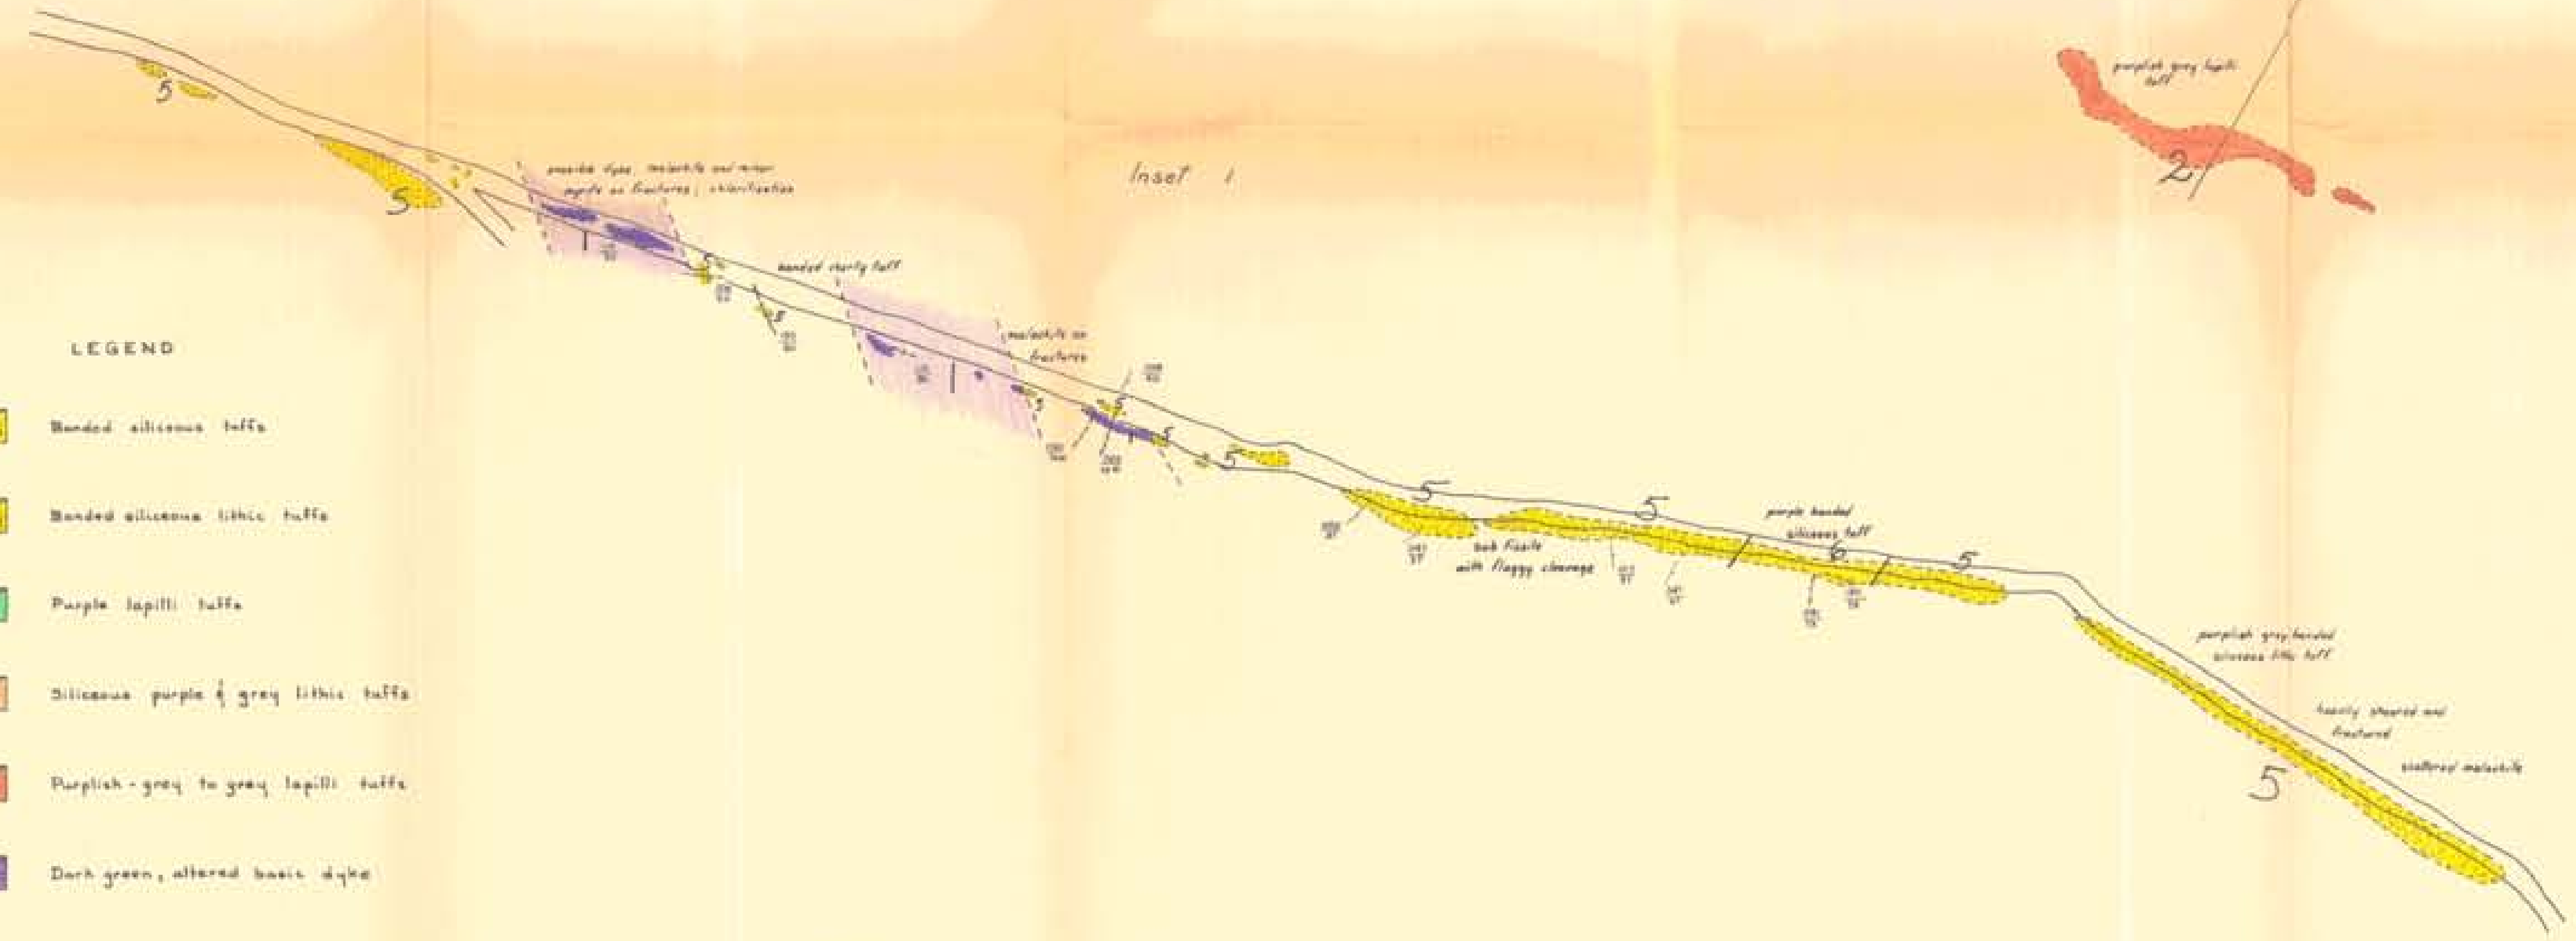 purplish grey lapilli
tuff
2
5
5
possible dyke, malachite and minor
pyrite on fractures; chloritization
Inset 1
5
banded cherty tuff
5
malachite on
fractures
5
5
5
5
5
5
purple banded
siliceous tuff
6
5
sub fissile
with flaggy cleavage
purplish grey banded
siliceous lithic tuff
heavily sheared and
fractured
scattered malachite
5
LEGEND
Banded siliceous tuffs
Banded siliceous lithic tuffs
Purple lapilli tuffs
Siliceous purple & grey lithic tuffs
Purplish-grey to grey lapilli tuffs
Dark green, altered basic dyke